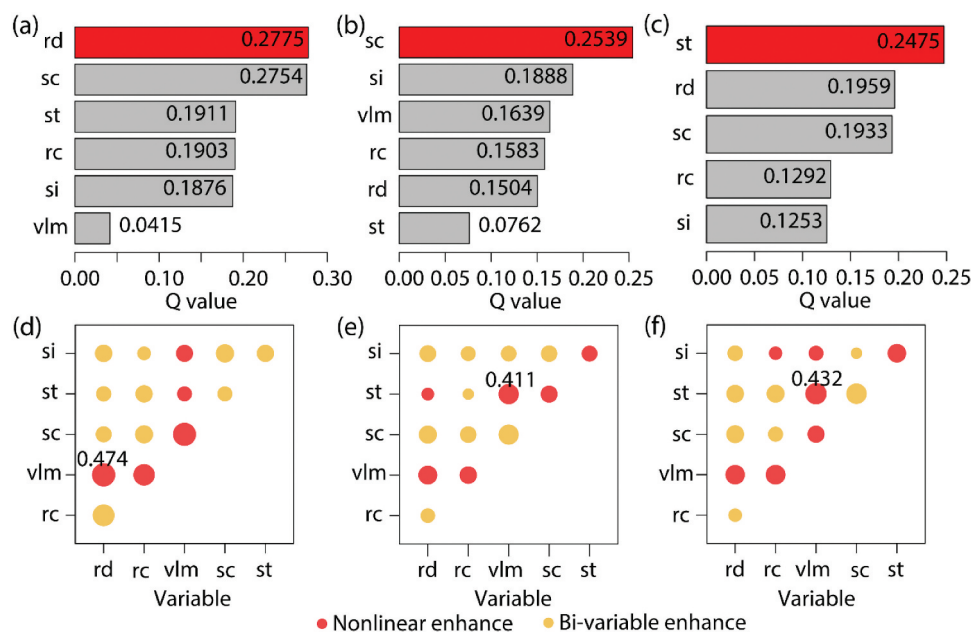 (a)
rd 0.2775
sc 0.2754
st 0.1911
rc 0.1903
si 0.1876
vlm 0.0415
0.00 0.10 0.20 0.30
Q value
(b)
sc 0.2539
si 0.1888
vlm 0.1639
rc 0.1583
rd 0.1504
st 0.0762
0.00 0.05 0.10 0.15 0.20 0.25
Q value
(c)
st 0.2475
rd 0.1959
sc 0.1933
rc 0.1292
si 0.1253
0.00 0.05 0.10 0.15 0.20 0.25
Q value
(d)
si
st
sc
0.474
vlm
rc
rd rc vlm sc st
Variable
(e)
si
0.411
st
sc
vlm
rc
rd rc vlm sc st
Variable
(f)
si
0.432
st
sc
vlm
rc
rd rc vlm sc st
Variable
Nonlinear enhance Bi-variable enhance